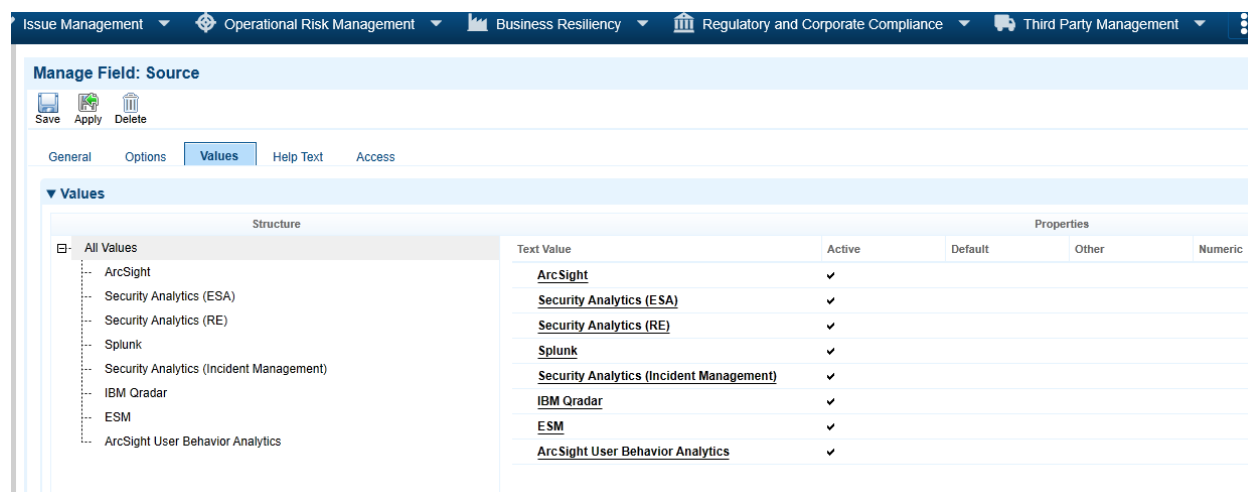 Issue Management Operational Risk Management Business Resiliency Regulatory and Corporate Compliance Third Party Management
Manage Field: Source
Save Apply Delete
General Options Values Help Text Access
Values
Structure Properties
All Values Text Value Active Default Other Numeric
ArcSight ArcSight
Security Analytics (ESA) Security Analytics (ESA)
Security Analytics (RE) Security Analytics (RE)
Splunk Splunk
Security Analytics (Incident Management) Security Analytics (Incident Management)
IBM Qradar IBM Qradar
ESM ESM
ArcSight User Behavior Analytics ArcSight User Behavior Analytics